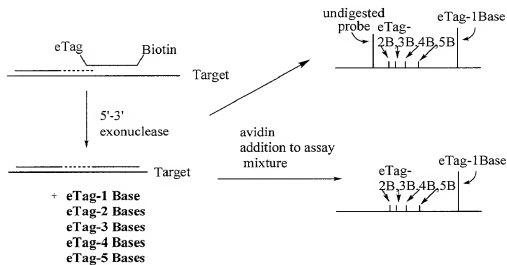 eTag
Biotin
Target
5'-3'
exonuclease
Target
+ eTag-1 Base
eTag-2 Bases
eTag-3 Bases
eTag-4 Bases
eTag-5 Bases
avidin
addition to assay
mixture
undigested
probe
eTag-
2B,3B,4B,5B
eTag-1Base
eTag-
2B,3B,4B,5B
eTag-1Base